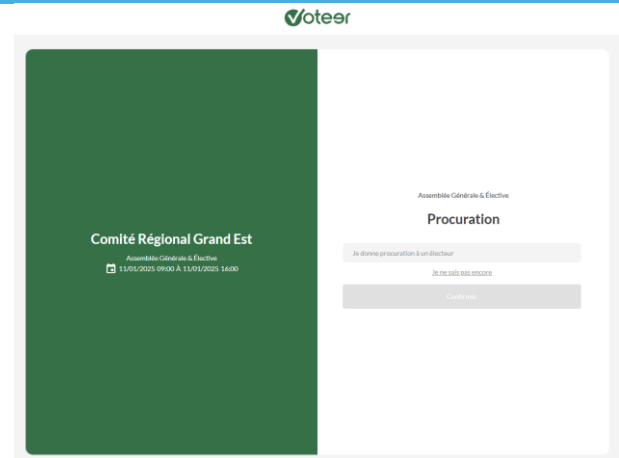 Voteer
Comité Régional Grand Est
Assemblée Générale & Élective
11/01/2025 09:00 À 11/01/2025 16:00
Assemblée Générale & Élective
Procuration
Je donne procuration à un électeur
Je ne sais pas encore
Confirmer